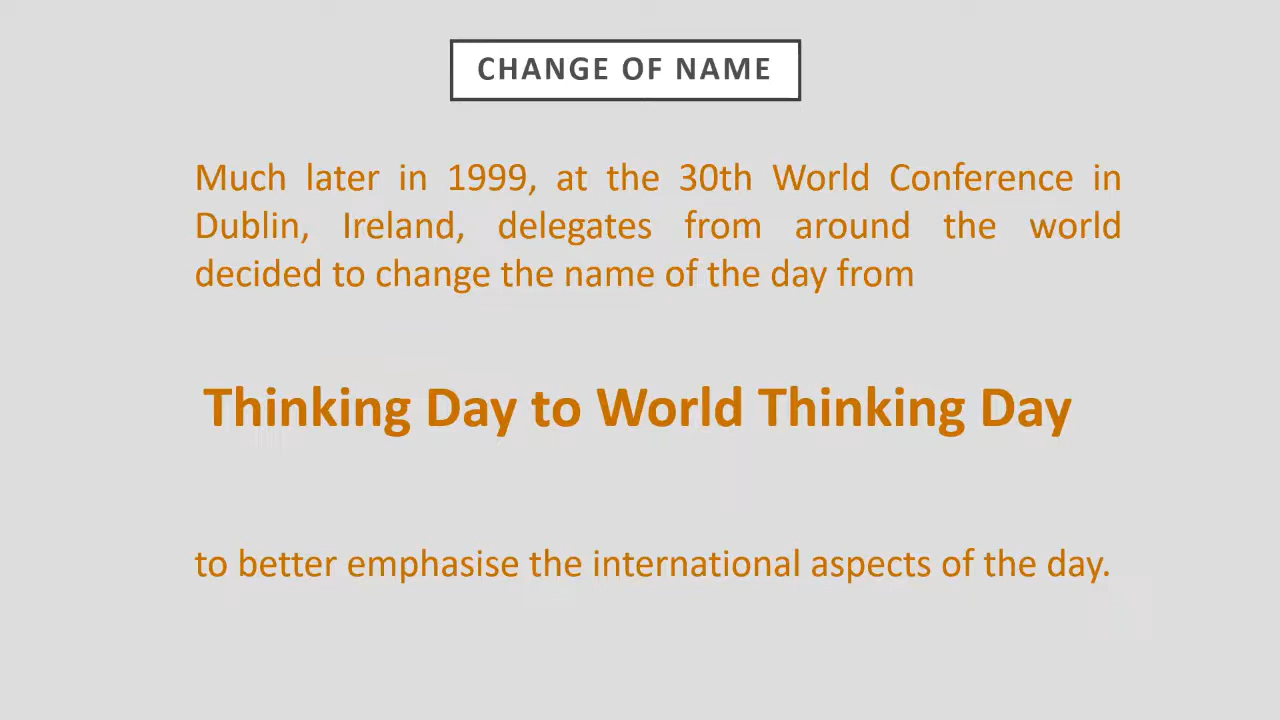 CHANGE OF NAME
Much later in 1999, at the 30th World Conference in
Dublin, Ireland, delegates from around the world
decided to change the name of the day from
Thinking Day to World Thinking Day
to better emphasise the international aspects of the day.